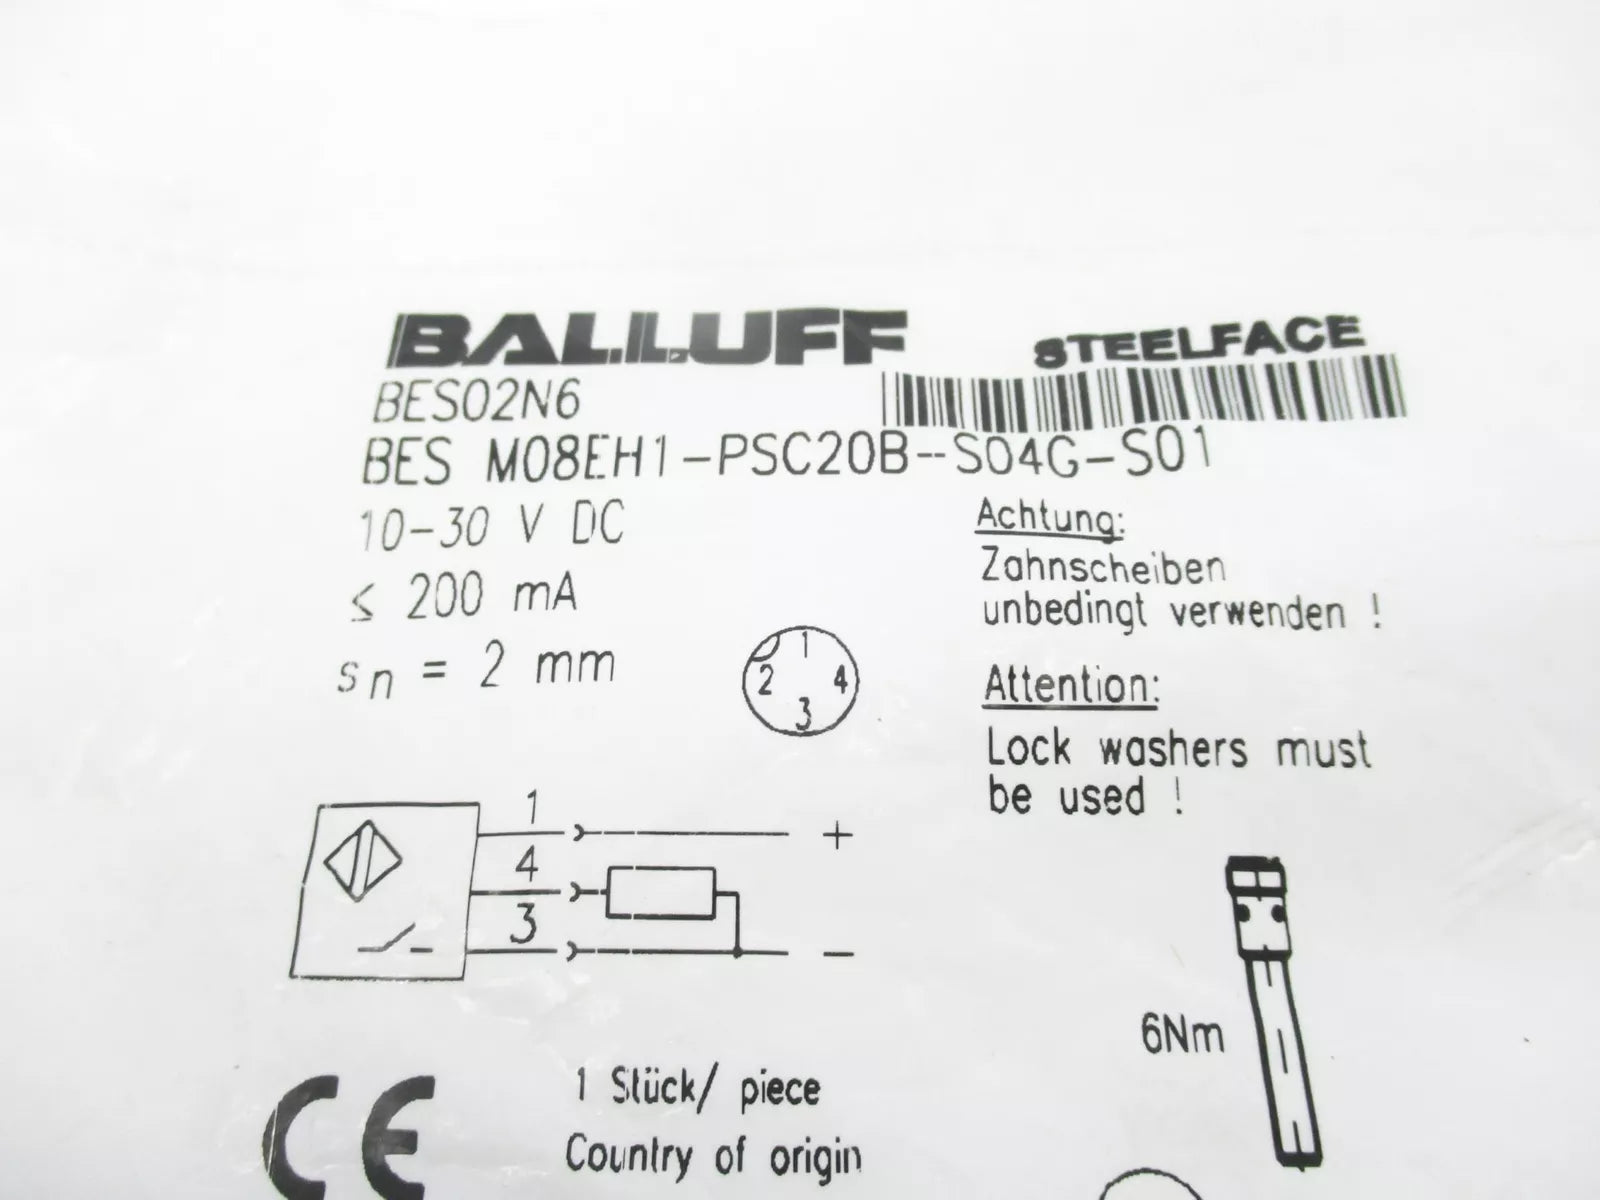 BALLUFF
STEELFACE
BES02N6
BES M08EH1-PSC20B-S04G-S01
10-30 V DC
≤ 200 mA
sn = 2 mm
1
2 4
3
Achtung:
Zahnscheiben
unbedingt verwenden !
Attention:
Lock washers must
be used !
1 +
4
3 −
6Nm
CE
1 Stück/ piece
Country of origin